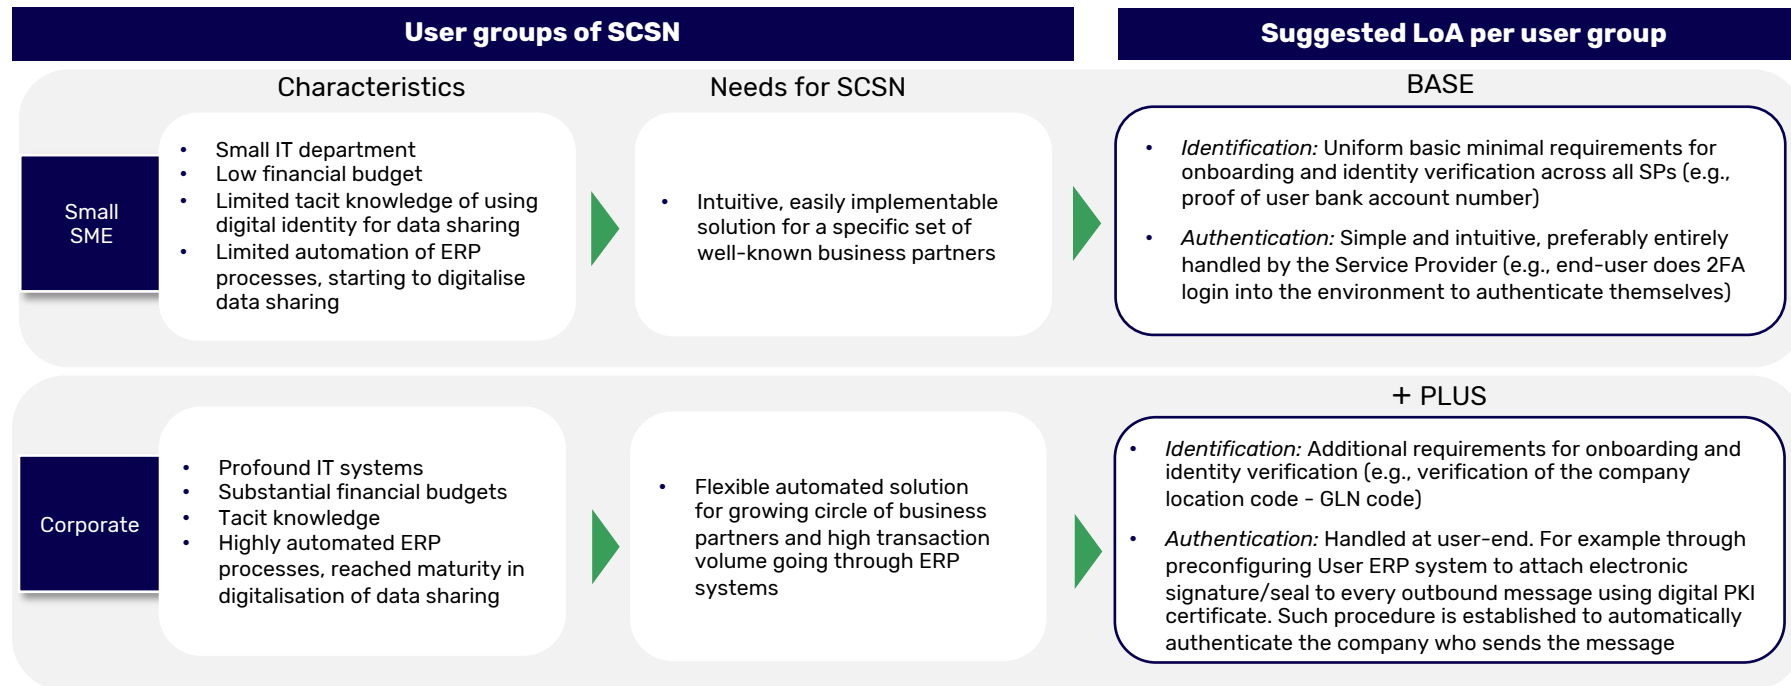 User groups of SCSN
Suggested LoA per user group
Characteristics
Needs for SCSN
BASE
Small
SME
• Small IT department
• Low financial budget
• Limited tacit knowledge of using
digital identity for data sharing
• Limited automation of ERP
processes, starting to digitalise
data sharing
• Intuitive, easily implementable
solution for a specific set of
well-known business partners
• Identification: Uniform basic minimal requirements for
onboarding and identity verification across all SPs (e.g.,
proof of user bank account number)
• Authentication: Simple and intuitive, preferably entirely
handled by the Service Provider (e.g., end-user does 2FA
login into the environment to authenticate themselves)
+ PLUS
Corporate
• Profound IT systems
• Substantial financial budgets
• Tacit knowledge
• Highly automated ERP
processes, reached maturity in
digitalisation of data sharing
• Flexible automated solution
for growing circle of business
partners and high transaction
volume going through ERP
systems
• Identification: Additional requirements for onboarding and
identity verification (e.g., verification of the company
location code - GLN code)
• Authentication: Handled at user-end. For example through
preconfiguring User ERP system to attach electronic
signature/seal to every outbound message using digital PKI
certificate. Such procedure is established to automatically
authenticate the company who sends the message